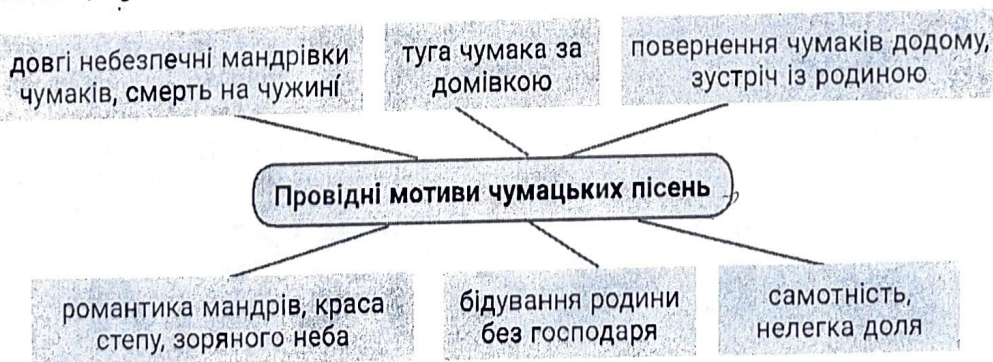 довгі небезпечні мандрівки
чумаків, смерть на чужині
туга чумака за
домівкою
повернення чумаків додому,
зустріч із родиною
Провідні мотиви чумацьких пісень
романтика мандрів, краса
степу, зоряного неба
бідування родини
без господаря
самотність,
нелегка доля